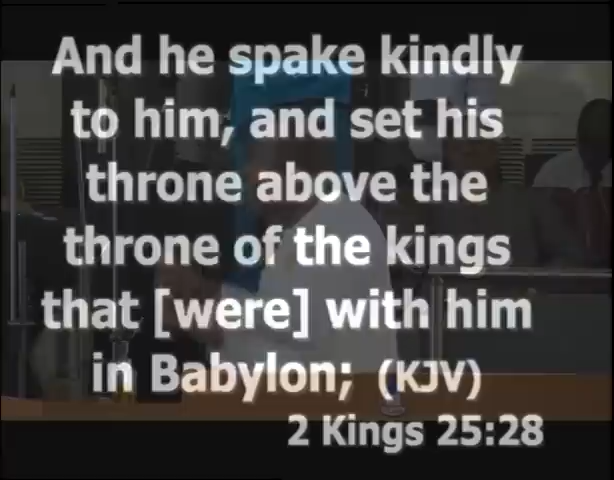 And he spake kindly
to him, and set his
throne above the
throne of the kings
that [were] with him
in Babylon; (KJV)
2 Kings 25:28